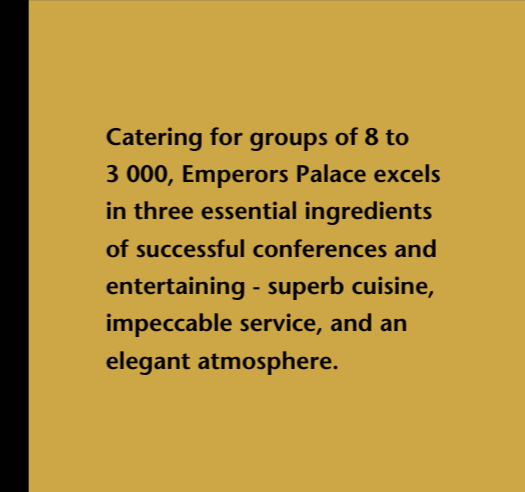 Catering for groups of 8 to
3 000, Emperors Palace excels
in three essential ingredients
of successful conferences and
entertaining - superb cuisine,
impeccable service, and an
elegant atmosphere.